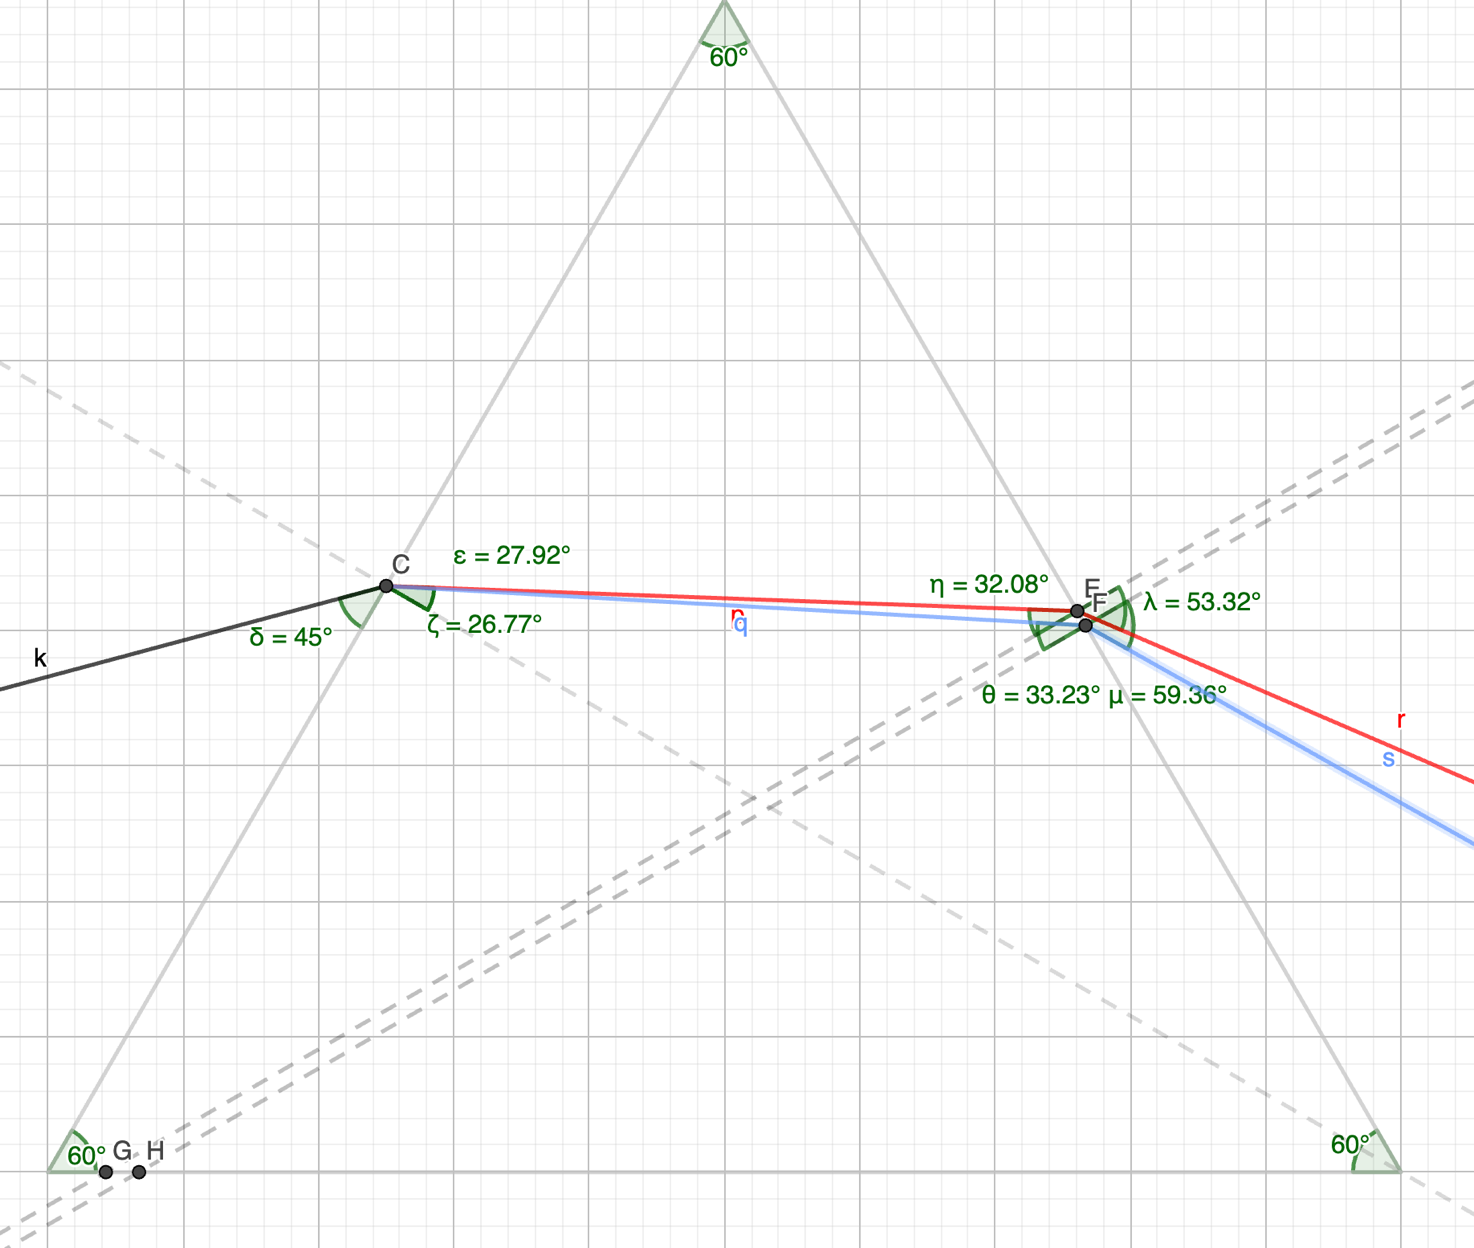 60°
C
ε = 27.92°
E
η = 32.08°
F
λ = 53.32°
ζ = 26.77°
δ = 45°
k
q
θ = 33.23°
μ = 59.36°
r
s
60°
G
H
60°